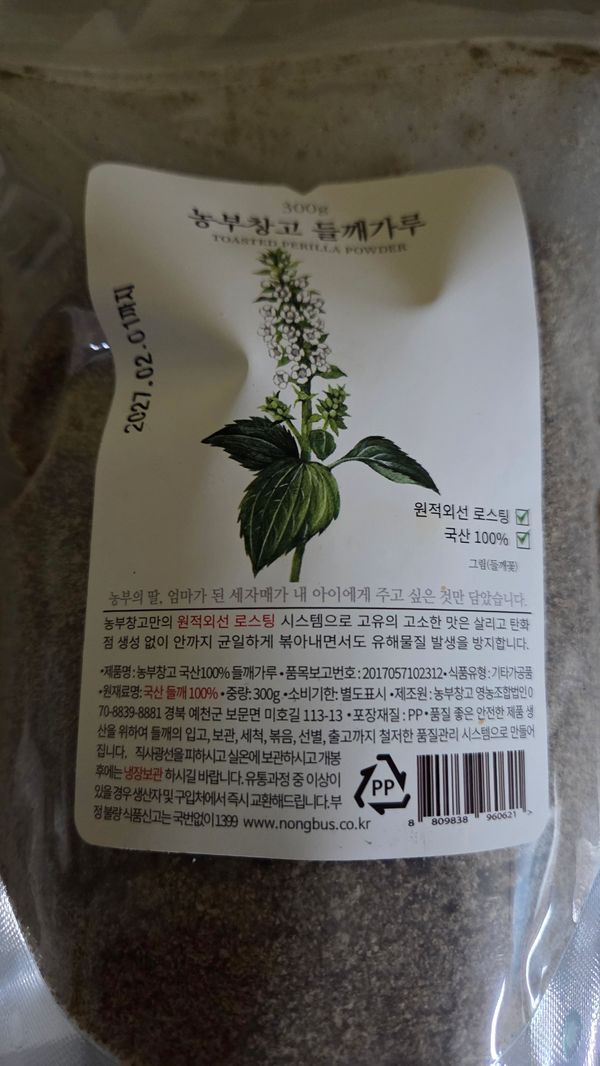 300g
농부창고 들깨가루
TOASTED PERILLA POWDER
2027.02.01까지
원적외선 로스팅
국산 100%
그림(들깨꽃)
농부의 딸, 엄마가 된 세자매가 내 아이에게 주고 싶은 것만 담았습니다.
농부창고만의 원적외선 로스팅 시스템으로 고유의 고소한 맛은 살리고 탄화
점 생성 없이 안까지 균일하게 볶아내면서도 유해물질 발생을 방지합니다.
•제품명 : 농부창고 국산100% 들깨가루 • 품목보고번호 : 2017057102312 • 식품유형 : 기타가공품
•원재료명: 국산 들깨 100% •중량: 300g •소비기한: 별도표시 • 제조원 : 농부창고 영농조합법인 0
70-8839-8881 경북 예천군 보문면 미호길 113-13 •포장재질 : PP •품질 좋은 안전한 제품 생
산을 위하여 들깨의 입고, 보관, 세척, 볶음, 선별, 출고까지 철저한 품질관리 시스템으로 만들어
집니다. 직사광선을 피하시고 실온에 보관하시고 개봉
후에는 냉장보관 하시길 바랍니다. 유통과정 중 이상이
있을 경우 생산자 및 구입처에서 즉시 교환해드립니다. 부
정 불량 식품신고는 국번없이 1399 www.nongbus.co.kr
PP
8 809838 960621